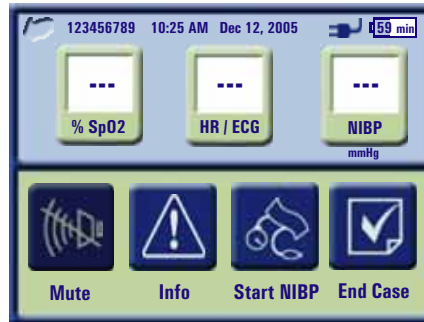 123456789 10:25 AM Dec 12, 2005 59 min
--- --- ---
% SpO2 HR / ECG NIBP
mmHg
Mute Info Start NIBP End Case